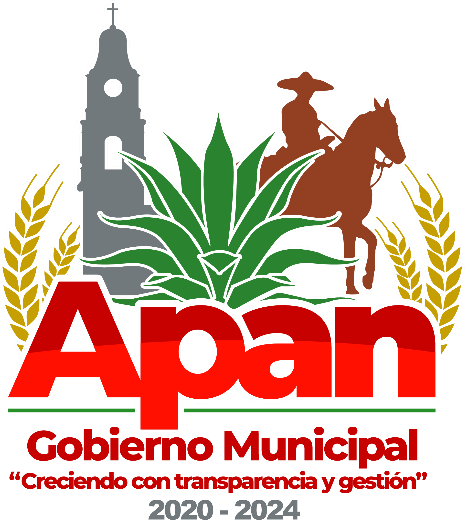 Apan
Gobierno Municipal
“Creciendo con transparencia y gestión”
2020 - 2024